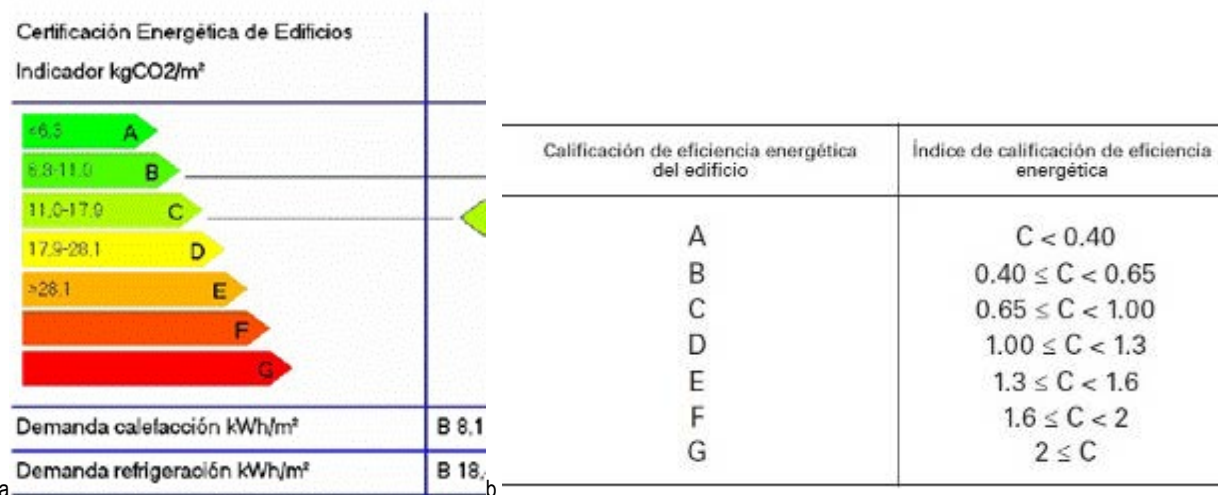 Certificación Energética de Edificios
Indicador kgCO2/m²
<6,3 A
6,3-11,0 B
11,0-17,9 C
17,9-28,1 D
>28,1 E
F
G
Demanda calefacción kWh/m² B 8,1
Demanda refrigeración kWh/m² B 18,
a
Calificación de eficiencia energética del edificio
Índice de calificación de eficiencia energética
A C < 0.40
B 0.40 ≤ C < 0.65
C 0.65 ≤ C < 1.00
D 1.00 ≤ C < 1.3
E 1.3 ≤ C < 1.6
F 1.6 ≤ C < 2
G 2 ≤ C
b